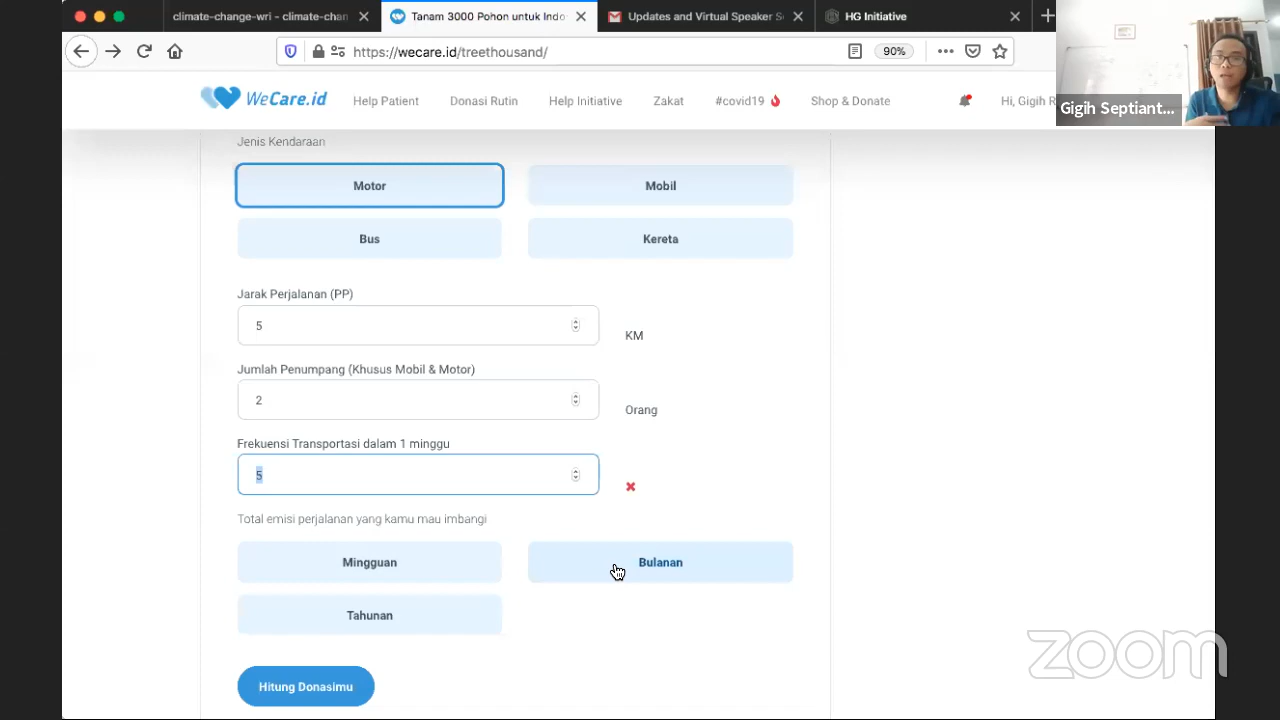 climate-change-wri - climate-chan
Tanam 3000 Pohon untuk Indo
Updates and Virtual Speaker S
HG Initiative
https://wecare.id/treethousand/
90%
WeCare.id
Help Patient
Donasi Rutin
Help Initiative
Zakat
#covid19
Shop & Donate
Hi, Gigih R
Gigih Septiant...
Jenis Kendaraan
Motor
Mobil
Bus
Kereta
Jarak Perjalanan (PP)
5
KM
Jumlah Penumpang (Khusus Mobil & Motor)
2
Orang
Frekuensi Transportasi dalam 1 minggu
5
Total emisi perjalanan yang kamu mau imbangi
Mingguan
Bulanan
Tahunan
Hitung Donasimu
zoom